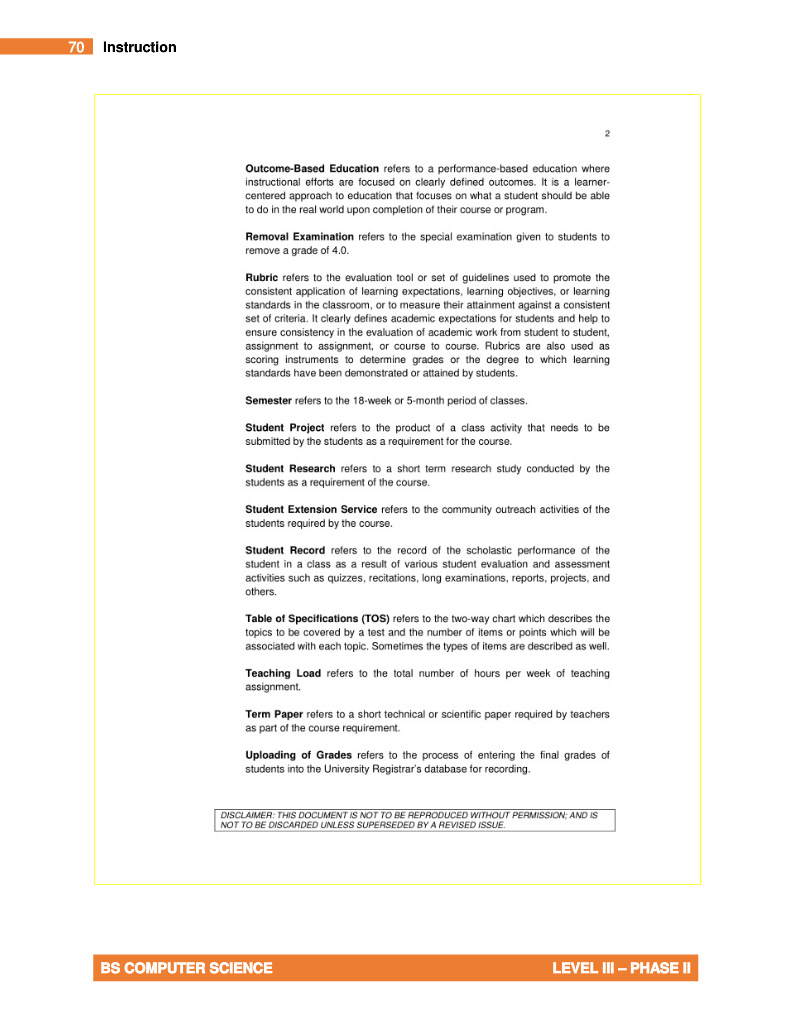 70 Instruction
2
Outcome-Based Education refers to a performance-based education where
instructional efforts are focused on clearly defined outcomes. It is a learner-
centered approach to education that focuses on what a student should be able
to do in the real world upon completion of their course or program.
Removal Examination refers to the special examination given to students to
remove a grade of 4.0.
Rubric refers to the evaluation tool or set of guidelines used to promote the
consistent application of learning expectations, learning objectives, or learning
standards in the classroom, or to measure their attainment against a consistent
set of criteria. It clearly defines academic expectations for students and help to
ensure consistency in the evaluation of academic work from student to student,
assignment to assignment, or course to course. Rubrics are also used as
scoring instruments to determine grades or the degree to which learning
standards have been demonstrated or attained by students.
Semester refers to the 18-week or 5-month period of classes.
Student Project refers to the product of a class activity that needs to be
submitted by the students as a requirement for the course.
Student Research refers to a short term research study conducted by the
students as a requirement of the course.
Student Extension Service refers to the community outreach activities of the
students required by the course.
Student Record refers to the record of the scholastic performance of the
student in a class as a result of various student evaluation and assessment
activities such as quizzes, recitations, long examinations, reports, projects, and
others.
Table of Specifications (TOS) refers to the two-way chart which describes the
topics to be covered by a test and the number of items or points which will be
associated with each topic. Sometimes the types of items are described as well.
Teaching Load refers to the total number of hours per week of teaching
assignment.
Term Paper refers to a short technical or scientific paper required by teachers
as part of the course requirement.
Uploading of Grades refers to the process of entering the final grades of
students into the University Registrar's database for recording.
DISCLAIMER: THIS DOCUMENT IS NOT TO BE REPRODUCED WITHOUT PERMISSION; AND IS
NOT TO BE DISCARDED UNLESS SUPERSEDED BY A REVISED ISSUE.
BS COMPUTER SCIENCE LEVEL III – PHASE II